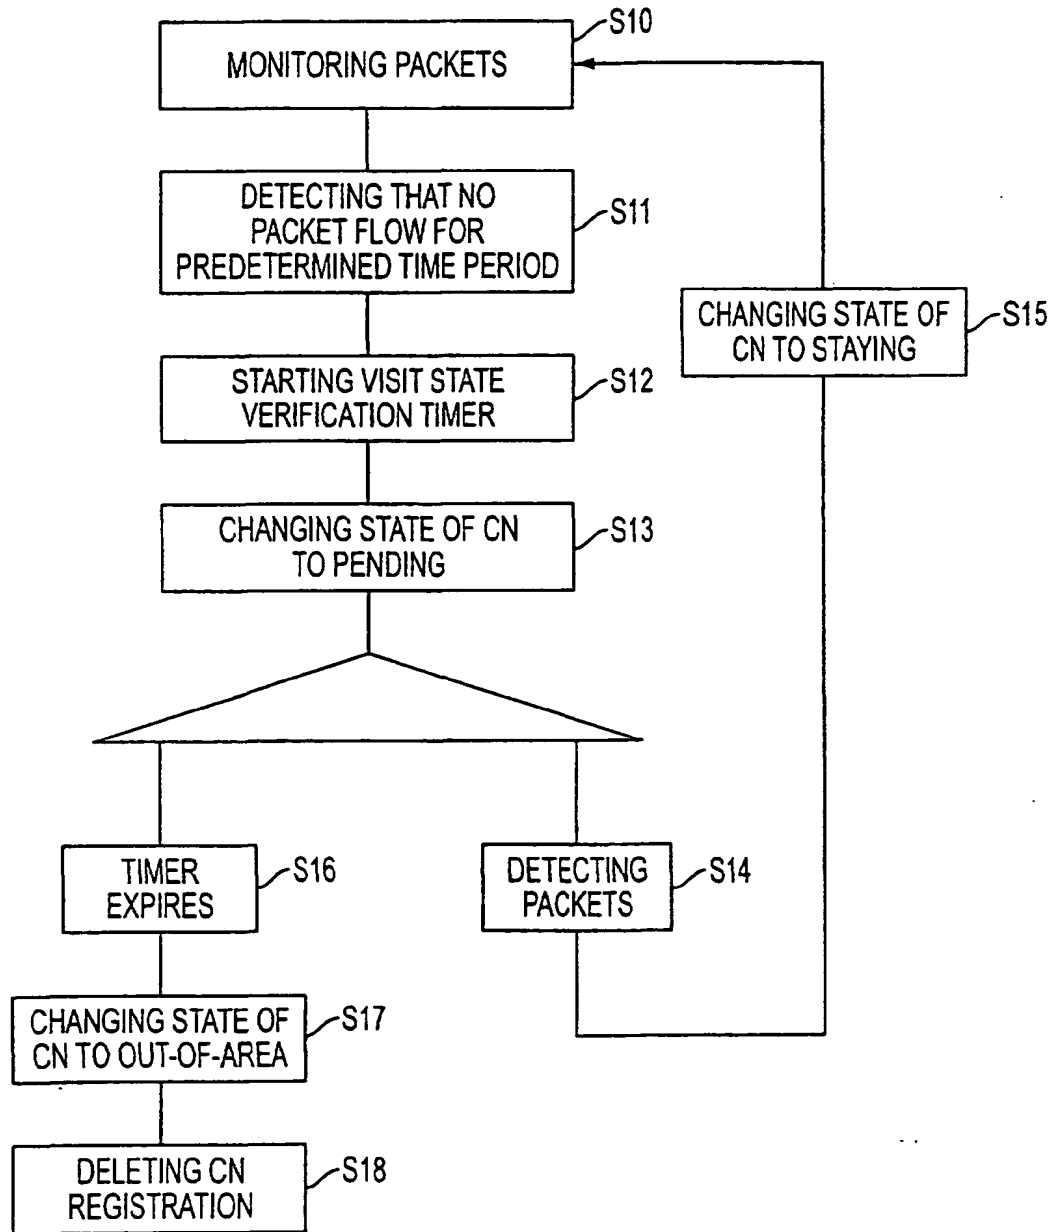 S10
MONITORING PACKETS
DETECTING THAT NO
PACKET FLOW FOR
PREDETERMINED TIME PERIOD
S11
CHANGING STATE OF
CN TO STAYING
S15
STARTING VISIT STATE
VERIFICATION TIMER
S12
CHANGING STATE OF CN
TO PENDING
S13
TIMER
EXPIRES
S16
DETECTING
PACKETS
S14
CHANGING STATE OF
CN TO OUT-OF-AREA
S17
DELETING CN
REGISTRATION
S18